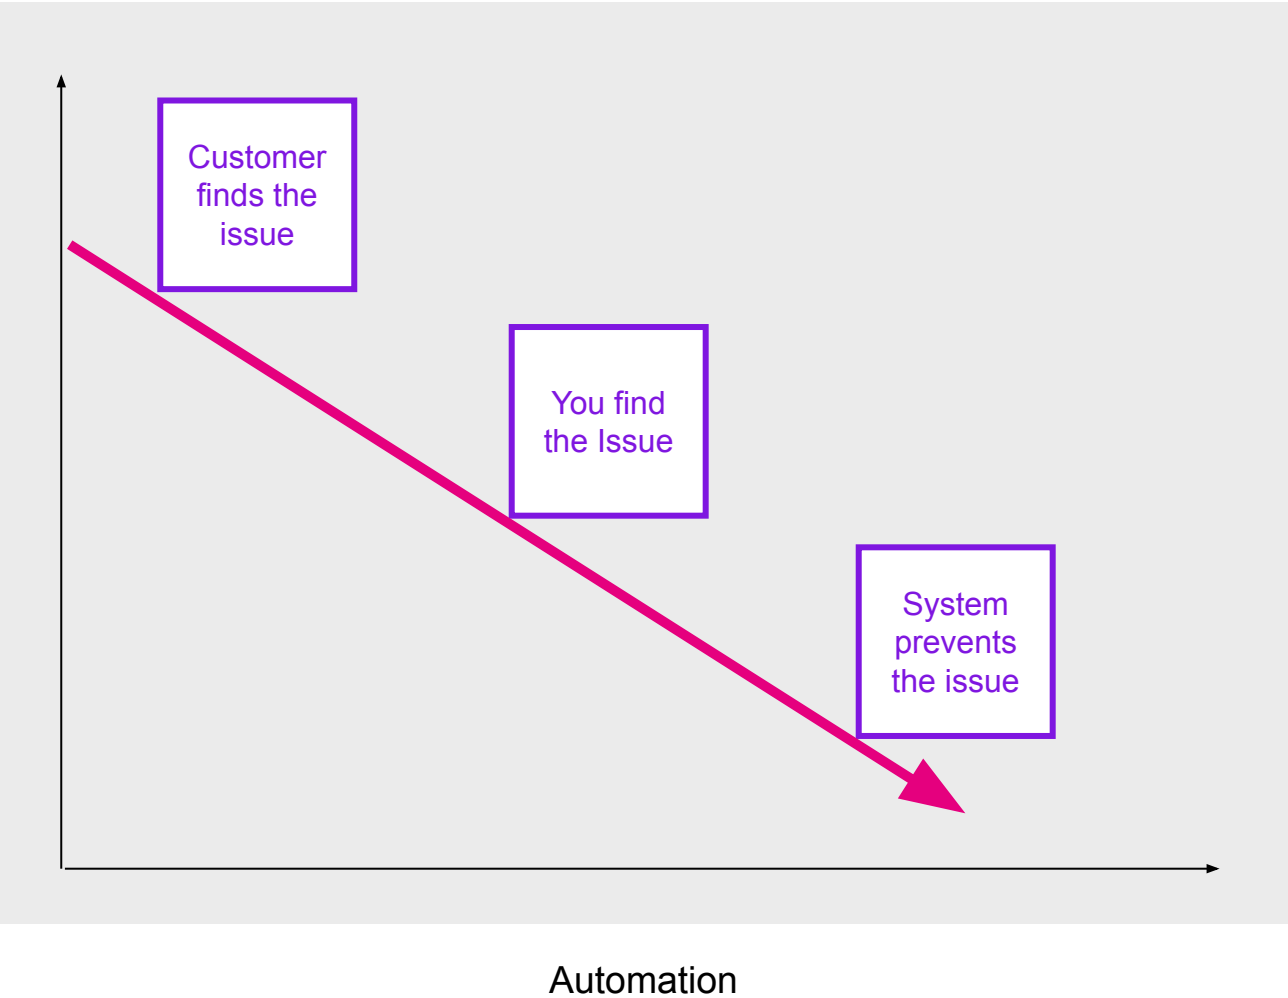 Customer
finds the
issue
You find
the Issue
System
prevents
the issue
Automation